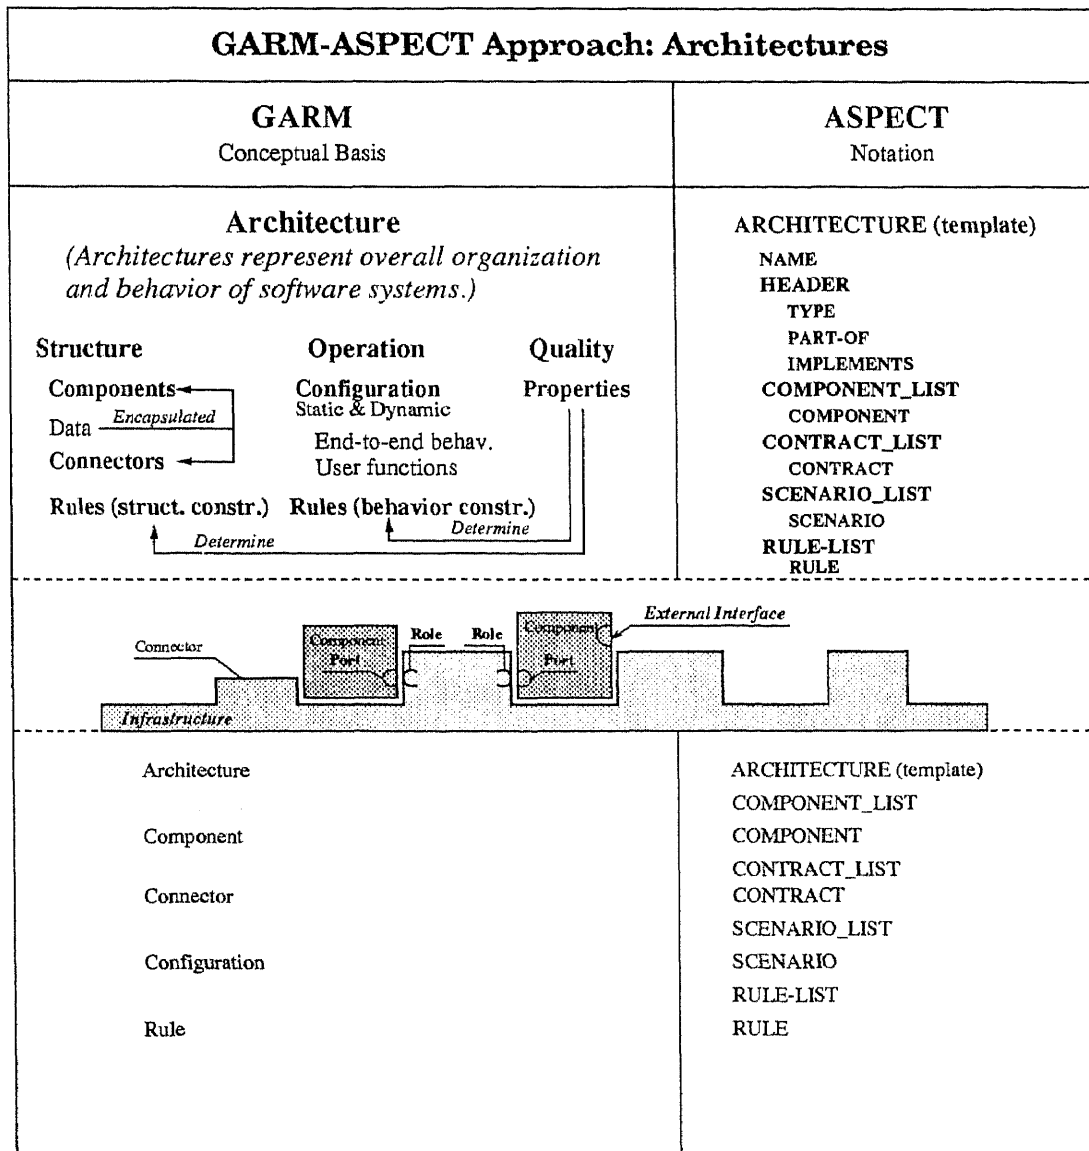 GARM-ASPECT Approach: Architectures
GARM
Conceptual Basis
ASPECT
Notation
Architecture
(Architectures represent overall organization
and behavior of software systems.)
Structure
Operation
Quality
Components
Configuration
Properties
Static & Dynamic
Data
Encapsulated
End-to-end behav.
Connectors
User functions
Rules (struct. constr.)
Rules (behavior constr.)
Determine
Determine
ARCHITECTURE (template)
NAME
HEADER
TYPE
PART-OF
IMPLEMENTS
COMPONENT_LIST
COMPONENT
CONTRACT_LIST
CONTRACT
SCENARIO_LIST
SCENARIO
RULE-LIST
RULE
Connector
Component
Port
Role
Role
Component
Port
External Interface
Infrastructure
Architecture
ARCHITECTURE (template)
COMPONENT_LIST
Component
COMPONENT
CONTRACT_LIST
Connector
CONTRACT
SCENARIO_LIST
Configuration
SCENARIO
RULE-LIST
Rule
RULE